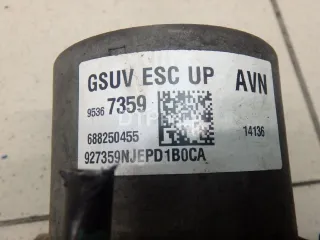 GSUV ESC UP AVN
9536 7359
688250455 14136
927359NJEPD1B0CA